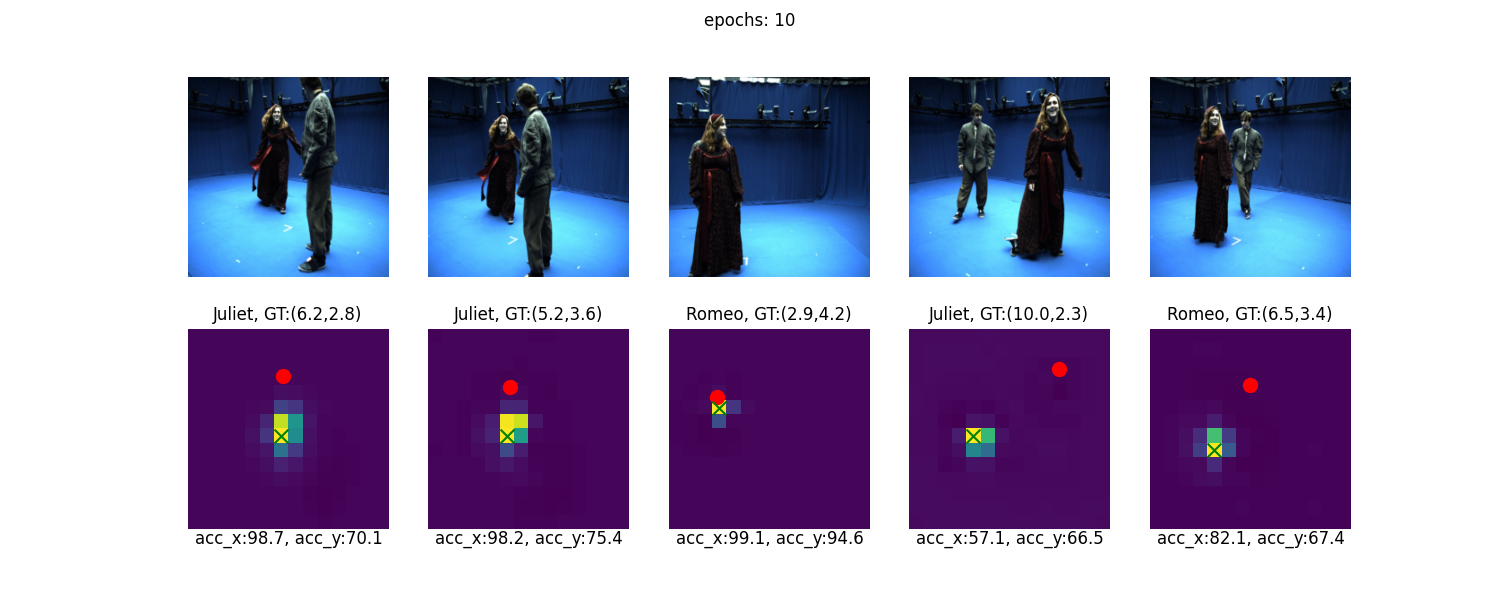 epochs: 10
Juliet, GT:(6.2,2.8)
Juliet, GT:(5.2,3.6)
Romeo, GT:(2.9,4.2)
Juliet, GT:(10.0,2.3)
Romeo, GT:(6.5,3.4)
acc_x:98.7, acc_y:70.1
acc_x:98.2, acc_y:75.4
acc_x:99.1, acc_y:94.6
acc_x:57.1, acc_y:66.5
acc_x:82.1, acc_y:67.4